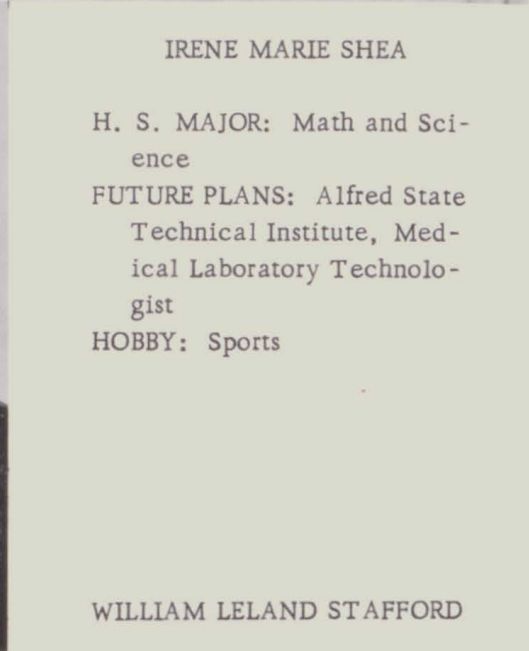 IRENE MARIE SHEA
H. S. MAJOR: Math and Sci-
ence
FUTURE PLANS: Alfred State
Technical Institute, Med-
ical Laboratory Technolo-
gist
HOBBY: Sports
WILLIAM LELAND STAFFORD